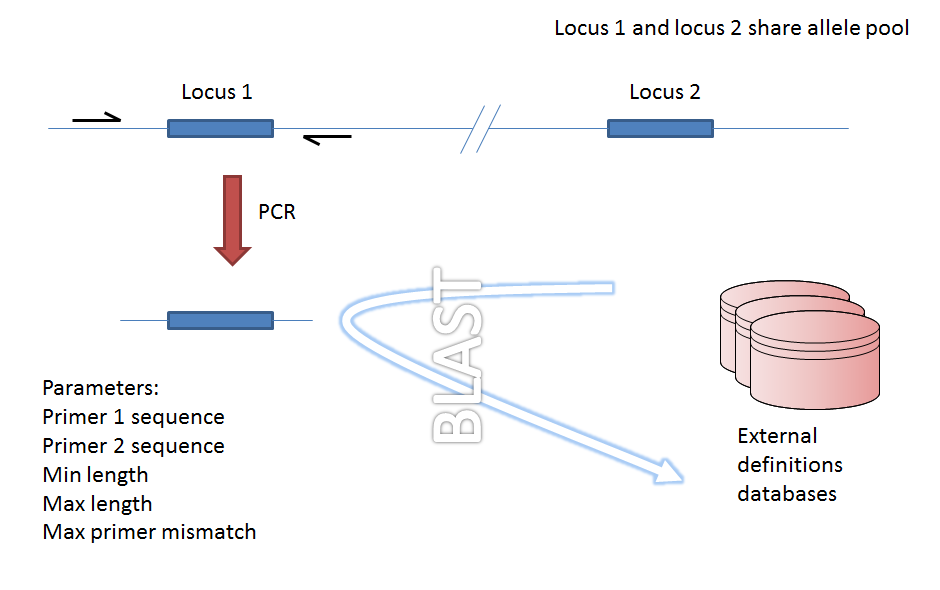 Locus 1 and locus 2 share allele pool
Locus 1
Locus 2
PCR
BLAST
Parameters:
Primer 1 sequence
Primer 2 sequence
Min length
Max length
Max primer mismatch
External
definitions
databases